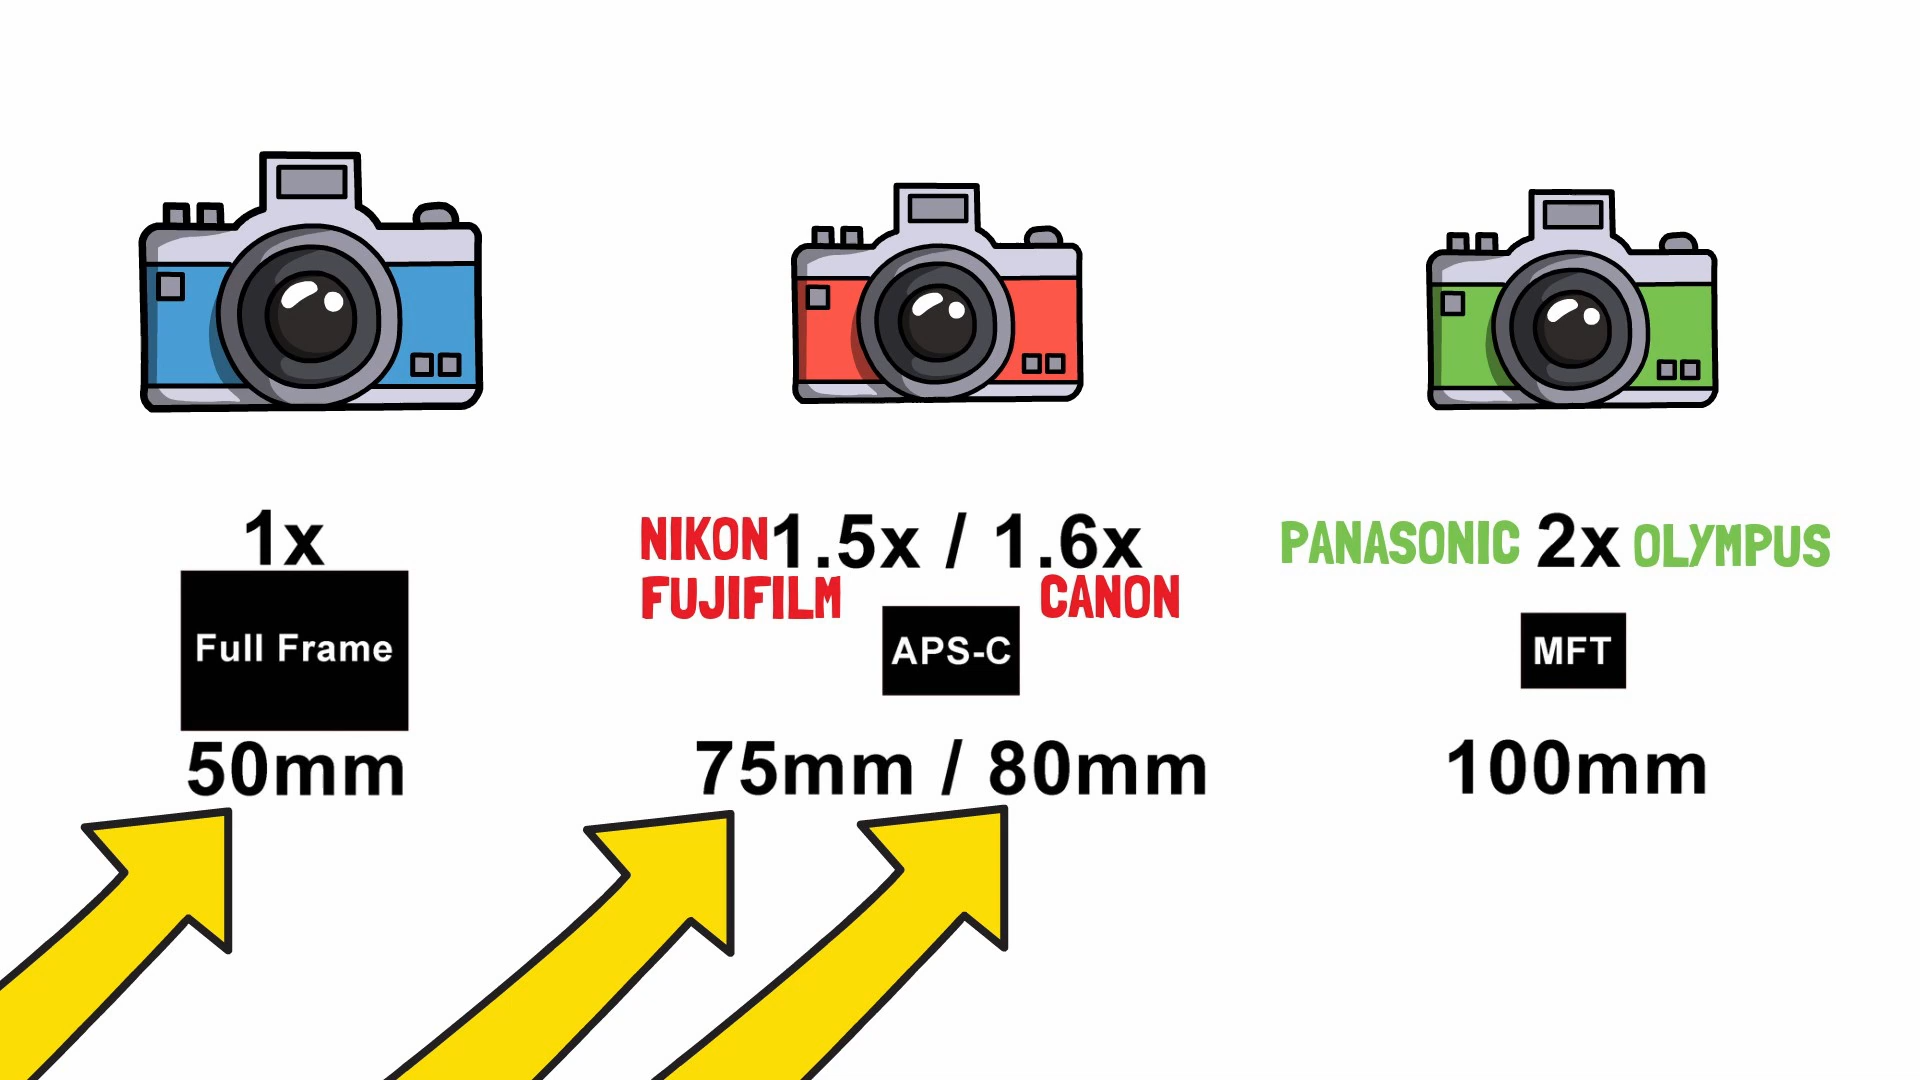 1x
Full Frame
50mm
NIKON 1.5x / 1.6x
FUJIFILM CANON
APS-C
75mm / 80mm
PANASONIC 2x OLYMPUS
MFT
100mm